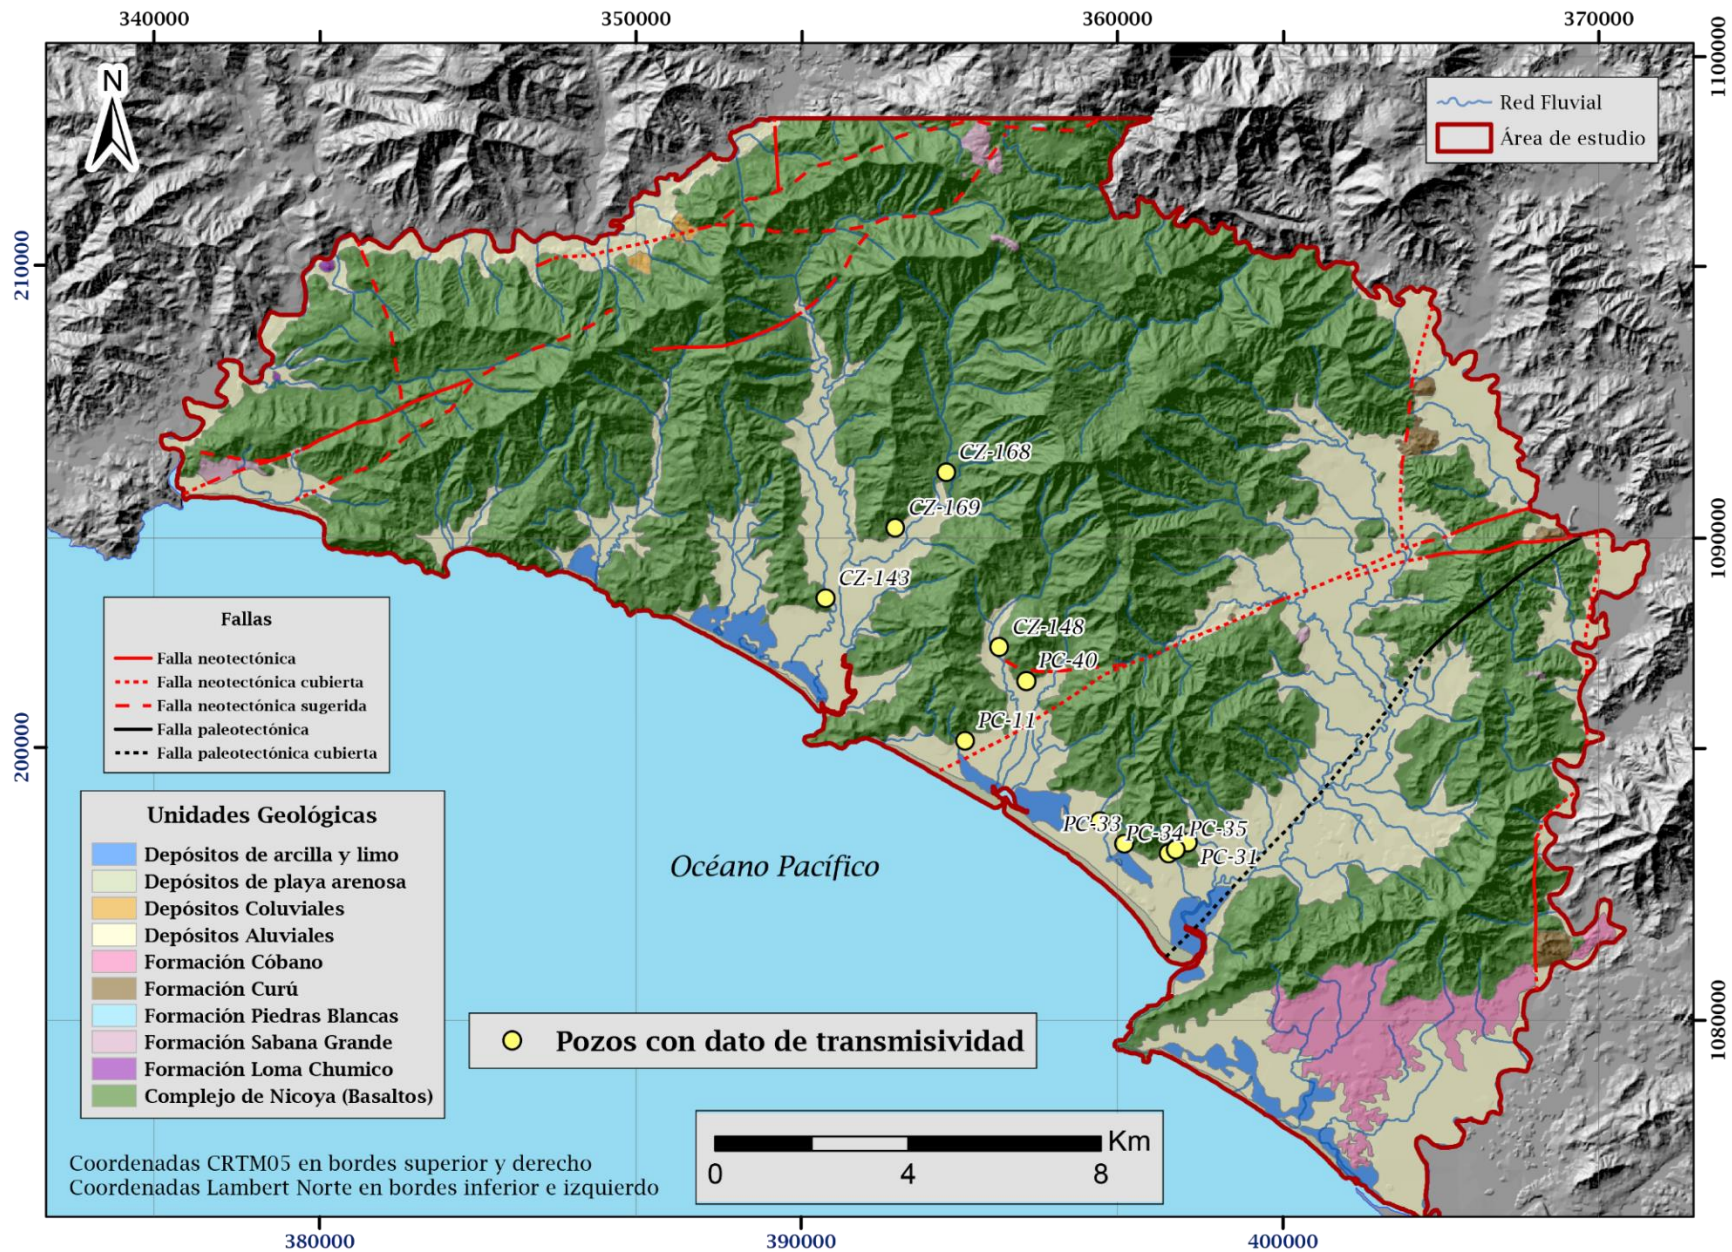 340000
350000
360000
370000
1100000
N
Red Fluvial
Área de estudio
210000
CZ-168
CZ-169
1090000
CZ-143
CZ-148
PC-40
PC-11
200000
Fallas
Falla neotectónica
Falla neotectónica cubierta
Falla neotectónica sugerida
Falla paleotectónica
Falla paleotectónica cubierta
Unidades Geológicas
Depósitos de arcilla y limo
Depósitos de playa arenosa
Depósitos Coluviales
Depósitos Aluviales
Formación Cóbano
Formación Curú
Formación Piedras Blancas
Formación Sabana Grande
Formación Loma Chumico
Complejo de Nicoya (Basaltos)
PC-33
PC-34
PC-35
PC-31
Océano Pacífico
1080000
Pozos con dato de transmisividad
Km
0 4 8
Coordenadas CRTM05 en bordes superior y derecho
Coordenadas Lambert Norte en bordes inferior e izquierdo
380000
390000
400000